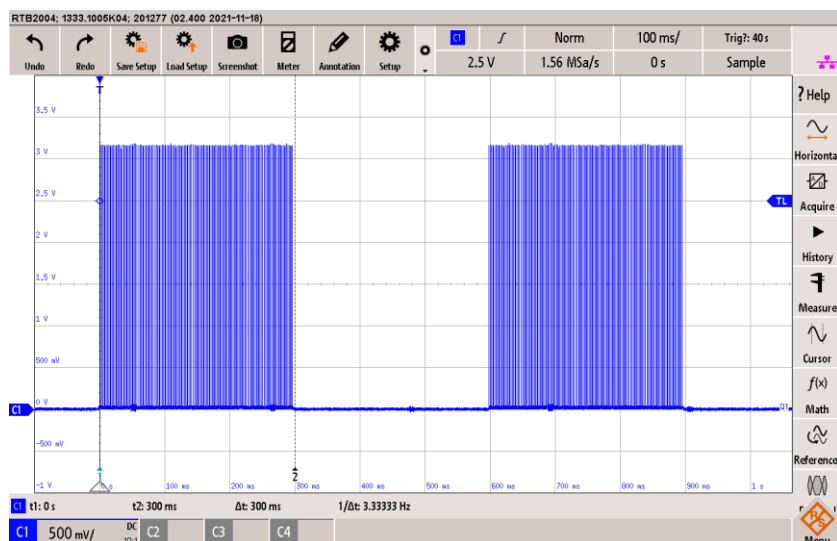 RTB2004; 1333.1005K04; 201277 (02.400 2021-11-18)
Undo Redo Save Setup Load Setup Screenshot Meter Annotation Setup
C1 Norm 100 ms/ Trig?: 40 s
2.5 V 1.56 MSa/s 0 s Sample
T
? Help
3.5 V
3 V
Horizonta
2.5 V
TL
Acquire
2 V
History
1.5 V
Measure
1 V
500 mV
Cursor
f(x)
Math
0 V
C1
-500 mV
Reference
1 2
-1 V 100 ms 200 ms 300 ms 400 ms 500 ms 600 ms 700 ms 800 ms 900 ms 1 s
C1 t1: 0 s t2: 300 ms Δt: 300 ms 1/Δt: 3.33333 Hz
C1 500 mV/ DC C2 C3 C4
R&S
Menu